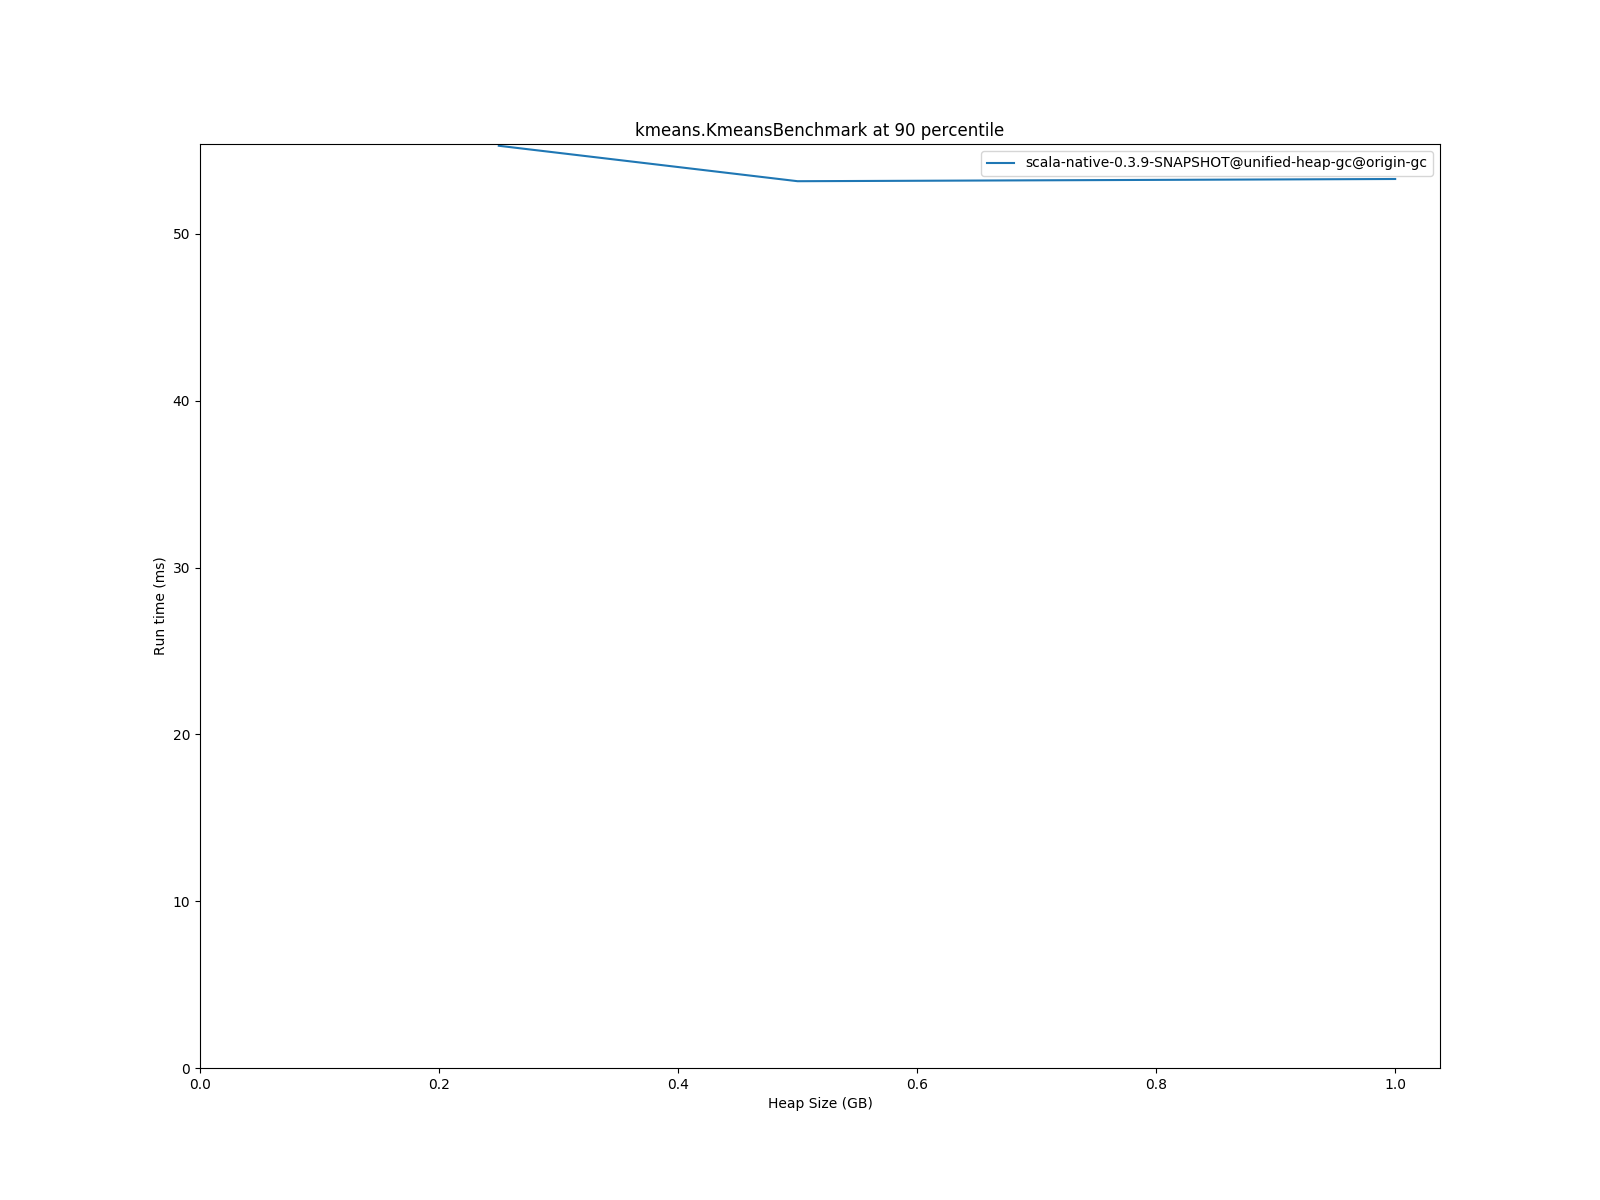 kmeans.KmeansBenchmark at 90 percentile
scala-native-0.3.9-SNAPSHOT@unified-heap-gc@origin-gc
50
40
30
20
10
0
Run time (ms)
0.0 0.2 0.4 0.6 0.8 1.0
Heap Size (GB)